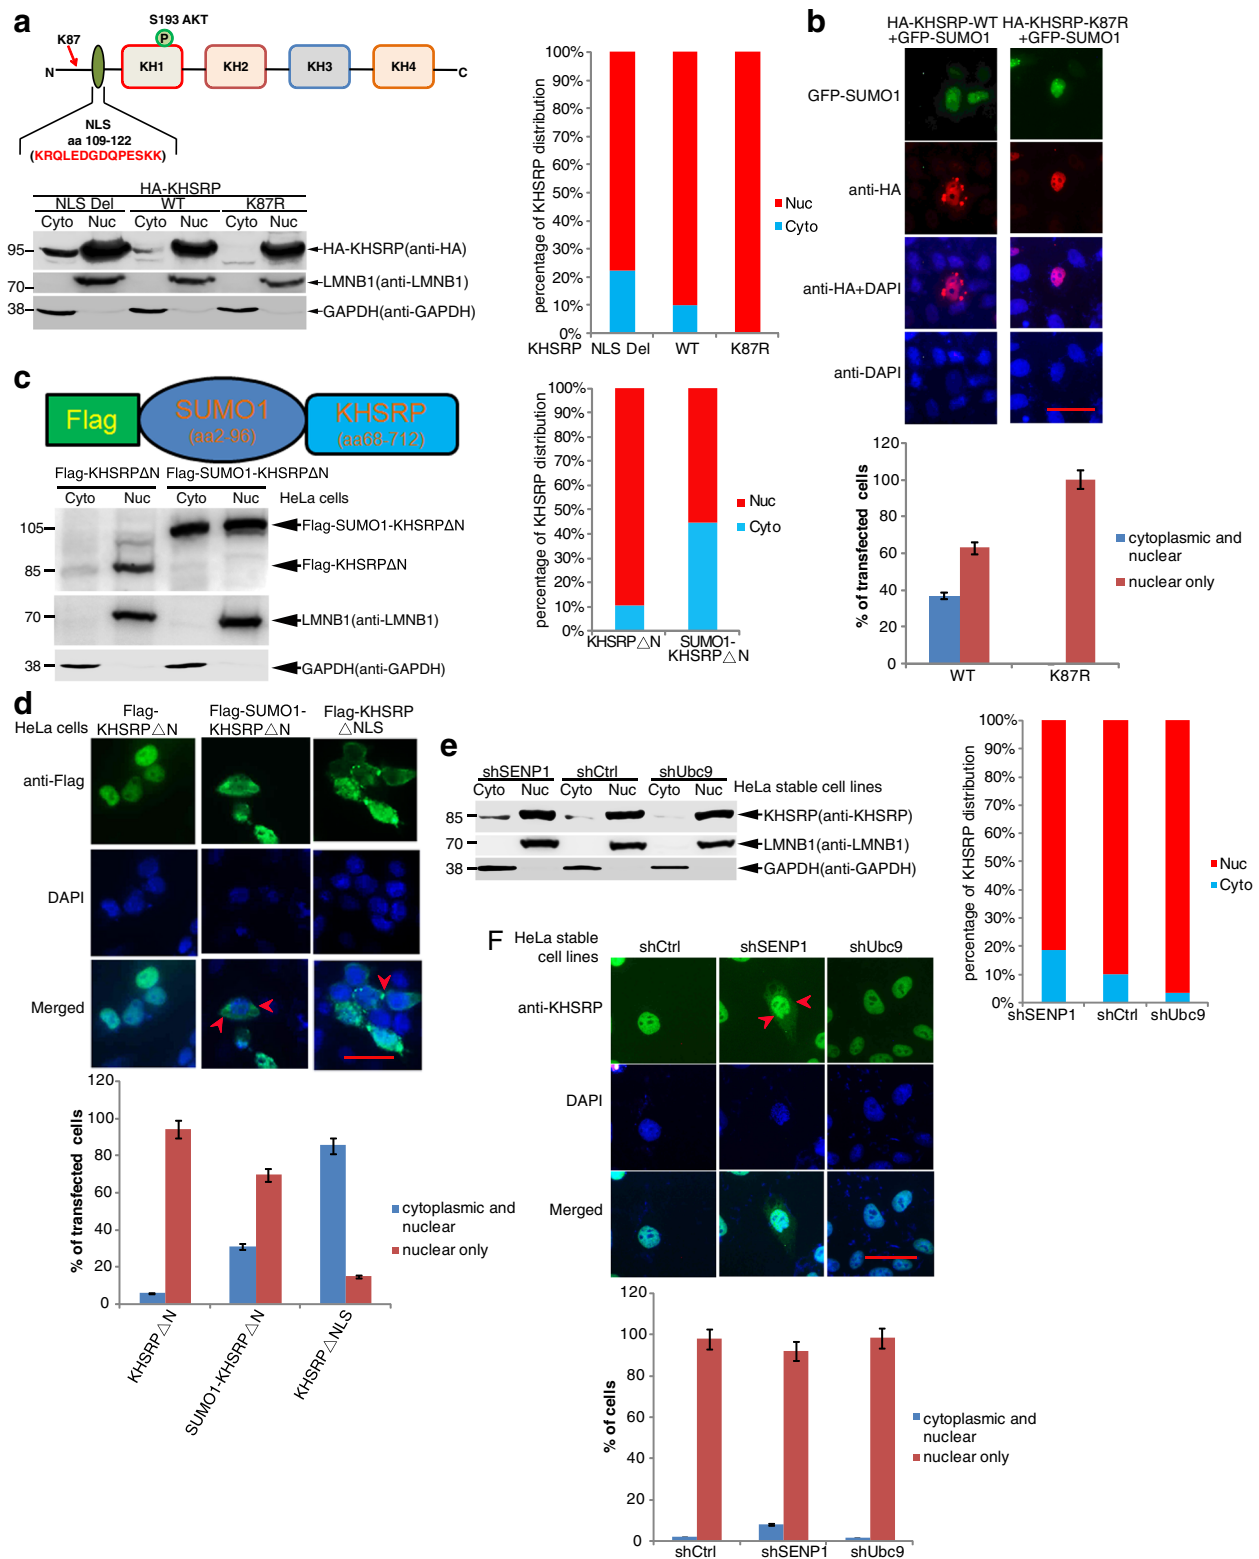 a
S193 AKT
P
K87
N
KH1
KH2
KH3
KH4
C
NLS
aa 109-122
(KRQLEDGDQPESKK)
HA-KHSRP
NLS Del
WT
K87R
Cyto
Nuc
Cyto
Nuc
Cyto
Nuc
95
HA-KHSRP(anti-HA)
70
LMNB1(anti-LMNB1)
38
GAPDH(anti-GAPDH)
percentage of KHSRP distribution
100%
90%
80%
70%
60%
50%
40%
30%
20%
10%
0%
Nuc
Cyto
KHSRP
NLS Del
WT
K87R
b
HA-KHSRP-WT
+GFP-SUMO1
HA-KHSRP-K87R
+GFP-SUMO1
GFP-SUMO1
anti-HA
anti-HA+DAPI
anti-DAPI
% of transfected cells
120
100
80
60
40
20
0
cytoplasmic and
nuclear
nuclear only
WT
K87R
c
Flag
SUMO1
(aa2-96)
KHSRP
(aa68-712)
Flag-KHSRPΔN
Flag-SUMO1-KHSRPΔN
Cyto
Nuc
Cyto
Nuc
HeLa cells
105
Flag-SUMO1-KHSRPΔN
85
Flag-KHSRPΔN
70
LMNB1(anti-LMNB1)
38
GAPDH(anti-GAPDH)
percentage of KHSRP distribution
100%
90%
80%
70%
60%
50%
40%
30%
20%
10%
0%
Nuc
Cyto
KHSRP△N
SUMO1-
KHSRP△N
d
HeLa cells
Flag-
KHSRP△N
Flag-SUMO1-
KHSRP△N
Flag-KHSRP
△NLS
anti-Flag
DAPI
Merged
% of transfected cells
120
100
80
60
40
20
0
cytoplasmic and
nuclear
nuclear only
KHSRP△N
SUMO1-KHSRP△N
KHSRP△NLS
e
shSENP1
shCtrl
shUbc9
Cyto
Nuc
Cyto
Nuc
Cyto
Nuc
HeLa stable cell lines
85
KHSRP(anti-KHSRP)
70
LMNB1(anti-LMNB1)
38
GAPDH(anti-GAPDH)
percentage of KHSRP distribution
100%
90%
80%
70%
60%
50%
40%
30%
20%
10%
0%
Nuc
Cyto
shSENP1
shCtrl
shUbc9
F
HeLa stable
cell lines
shCtrl
shSENP1
shUbc9
anti-KHSRP
DAPI
Merged
% of cells
120
100
80
60
40
20
0
cytoplasmic and
nuclear
nuclear only
shCtrl
shSENP1
shUbc9